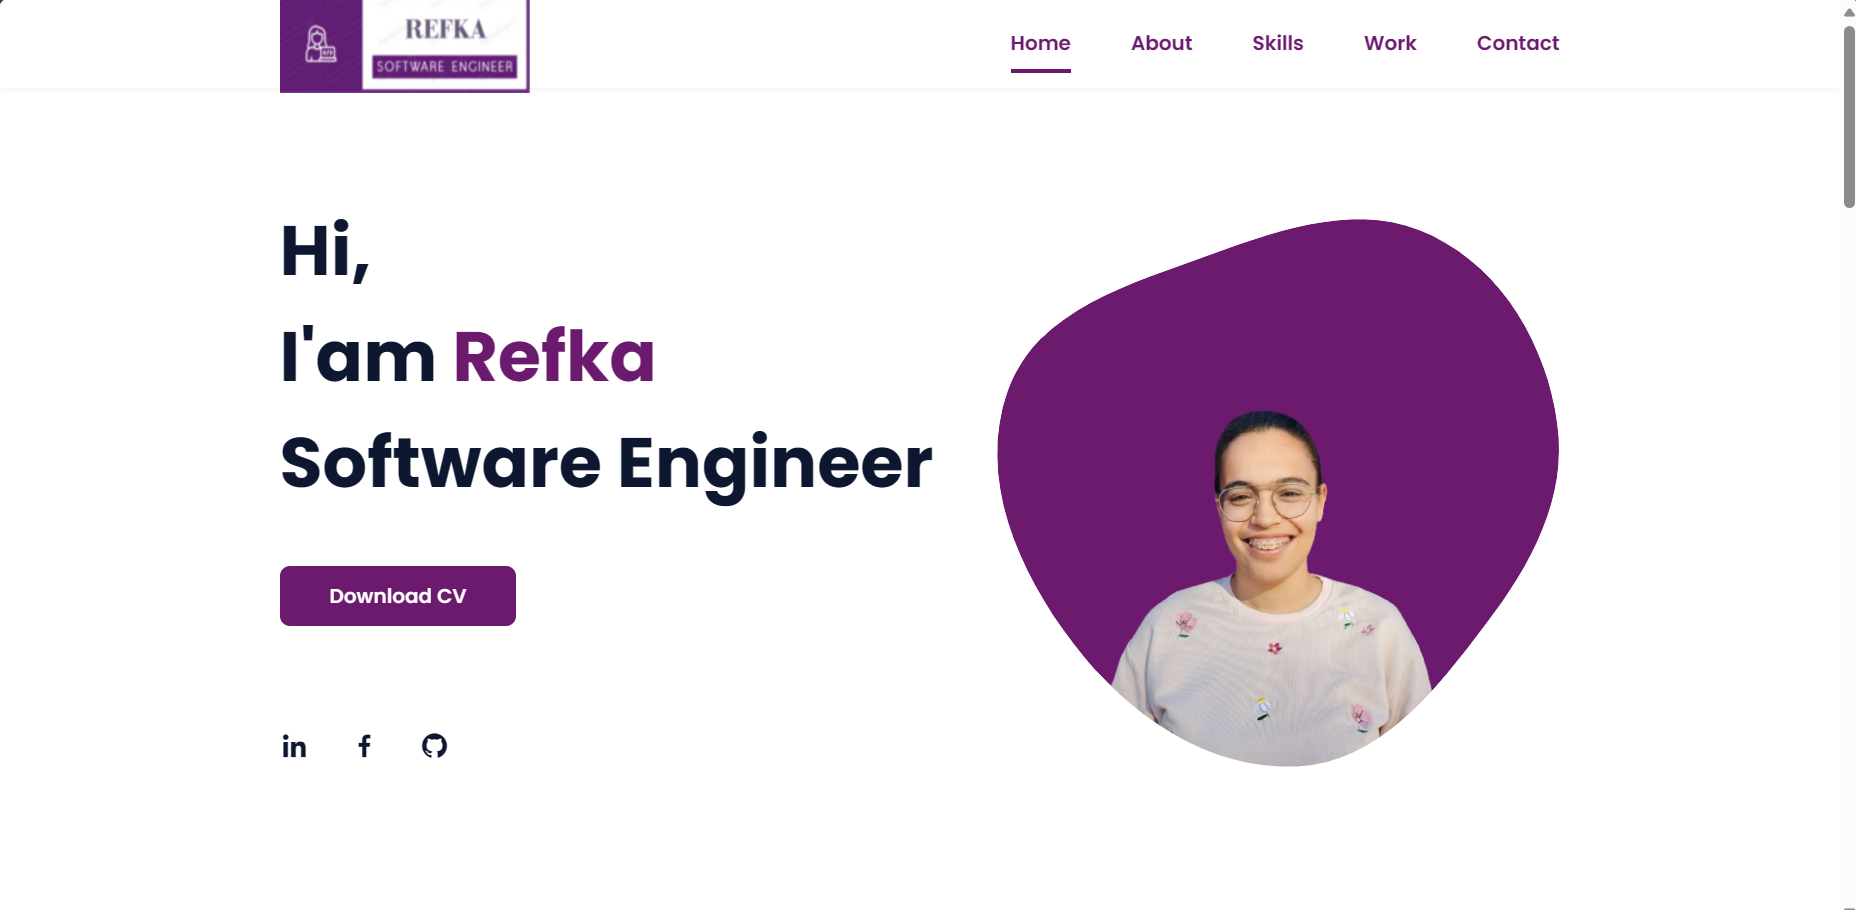 REFKA
SOFTWARE ENGINEER
Home About Skills Work Contact
Hi,
I'am Refka
Software Engineer
Download CV
in f